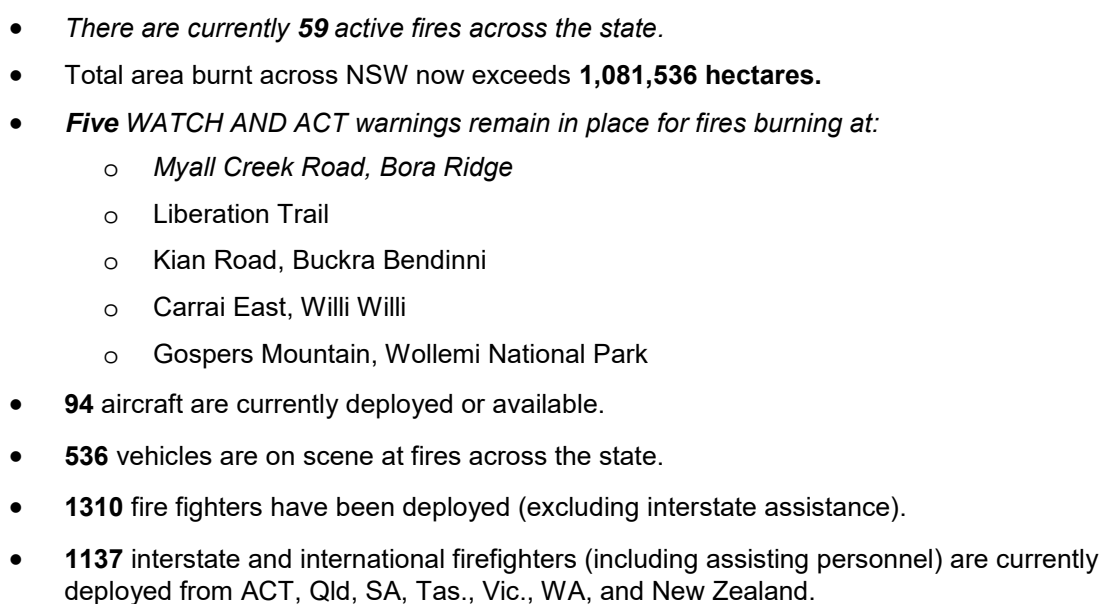 • There are currently 59 active fires across the state.
• Total area burnt across NSW now exceeds 1,081,536 hectares.
• Five WATCH AND ACT warnings remain in place for fires burning at:
o Myall Creek Road, Bora Ridge
o Liberation Trail
o Kian Road, Buckra Bendinni
o Carrai East, Willi Willi
o Gospers Mountain, Wollemi National Park
• 94 aircraft are currently deployed or available.
• 536 vehicles are on scene at fires across the state.
• 1310 fire fighters have been deployed (excluding interstate assistance).
• 1137 interstate and international firefighters (including assisting personnel) are currently
deployed from ACT, Qld, SA, Tas., Vic., WA, and New Zealand.